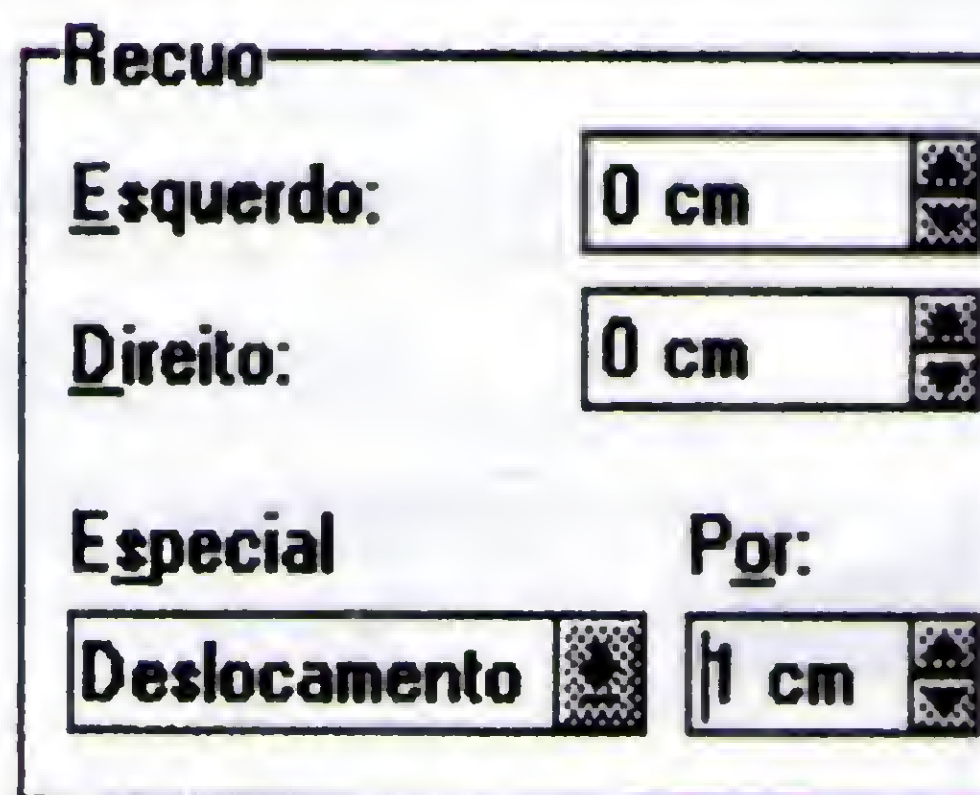 Recuo
Esquerdo: 0 cm
Direito: 0 cm
Especial Por:
Deslocamento 1 cm